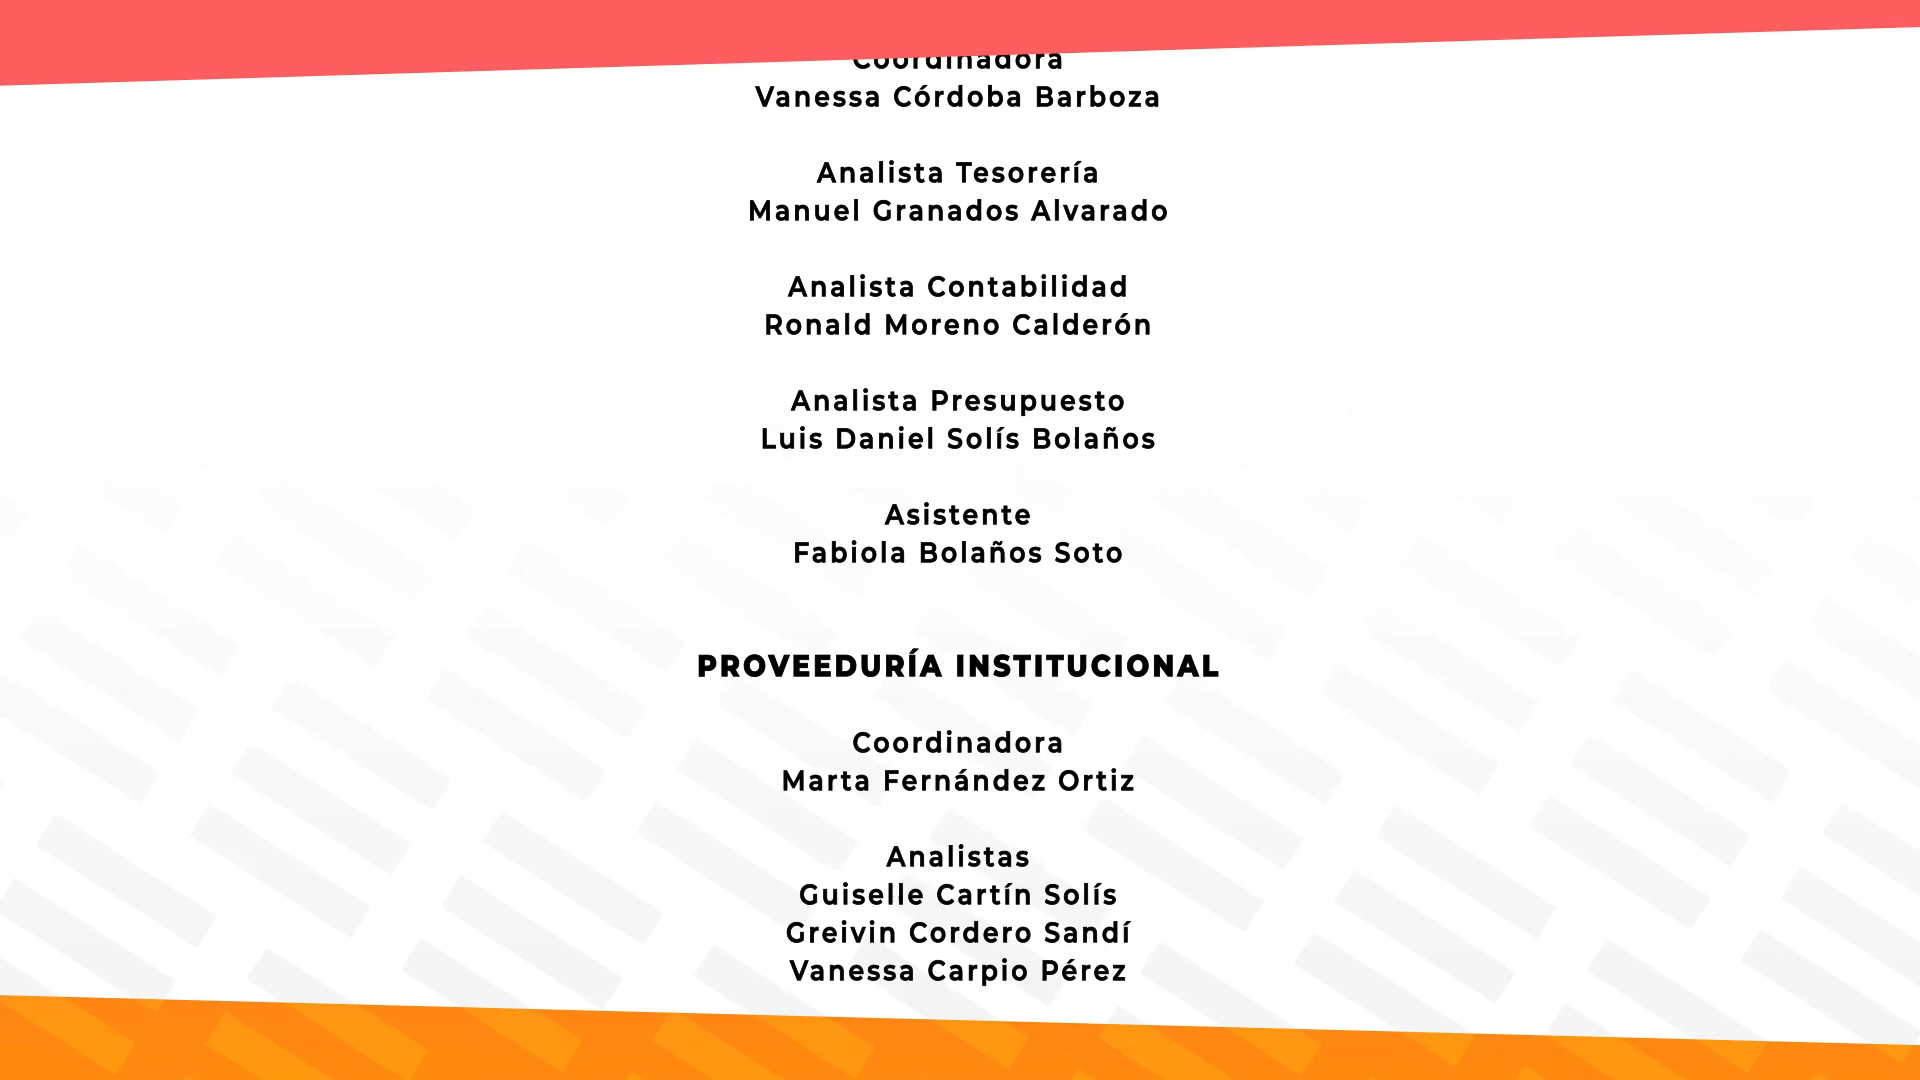 Coordinadora
Vanessa Córdoba Barboza
Analista Tesorería
Manuel Granados Alvarado
Analista Contabilidad
Ronald Moreno Calderón
Analista Presupuesto
Luis Daniel Solís Bolaños
Asistente
Fabiola Bolaños Soto
PROVEEDURÍA INSTITUCIONAL
Coordinadora
Marta Fernández Ortiz
Analistas
Guiselle Cartín Solís
Greivin Cordero Sandí
Vanessa Carpio Pérez